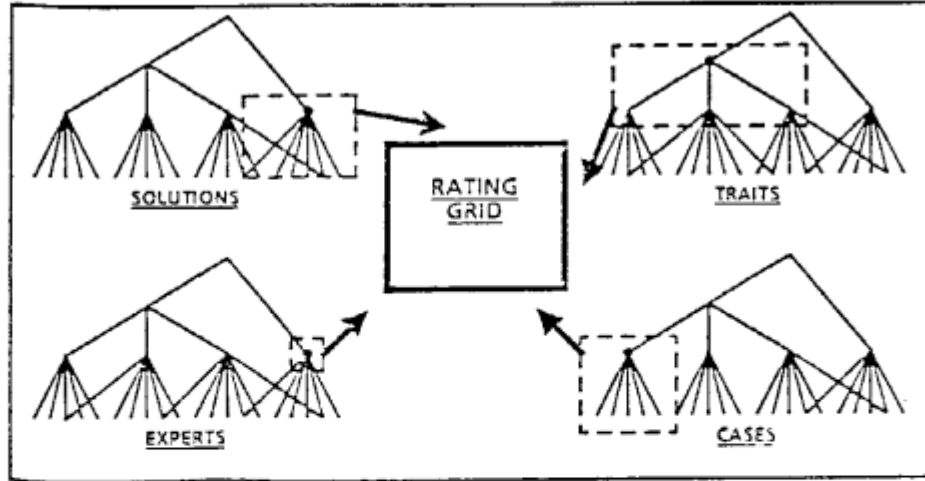 SOLUTIONS
RATING
GRID
TRAITS
EXPERTS
CASES